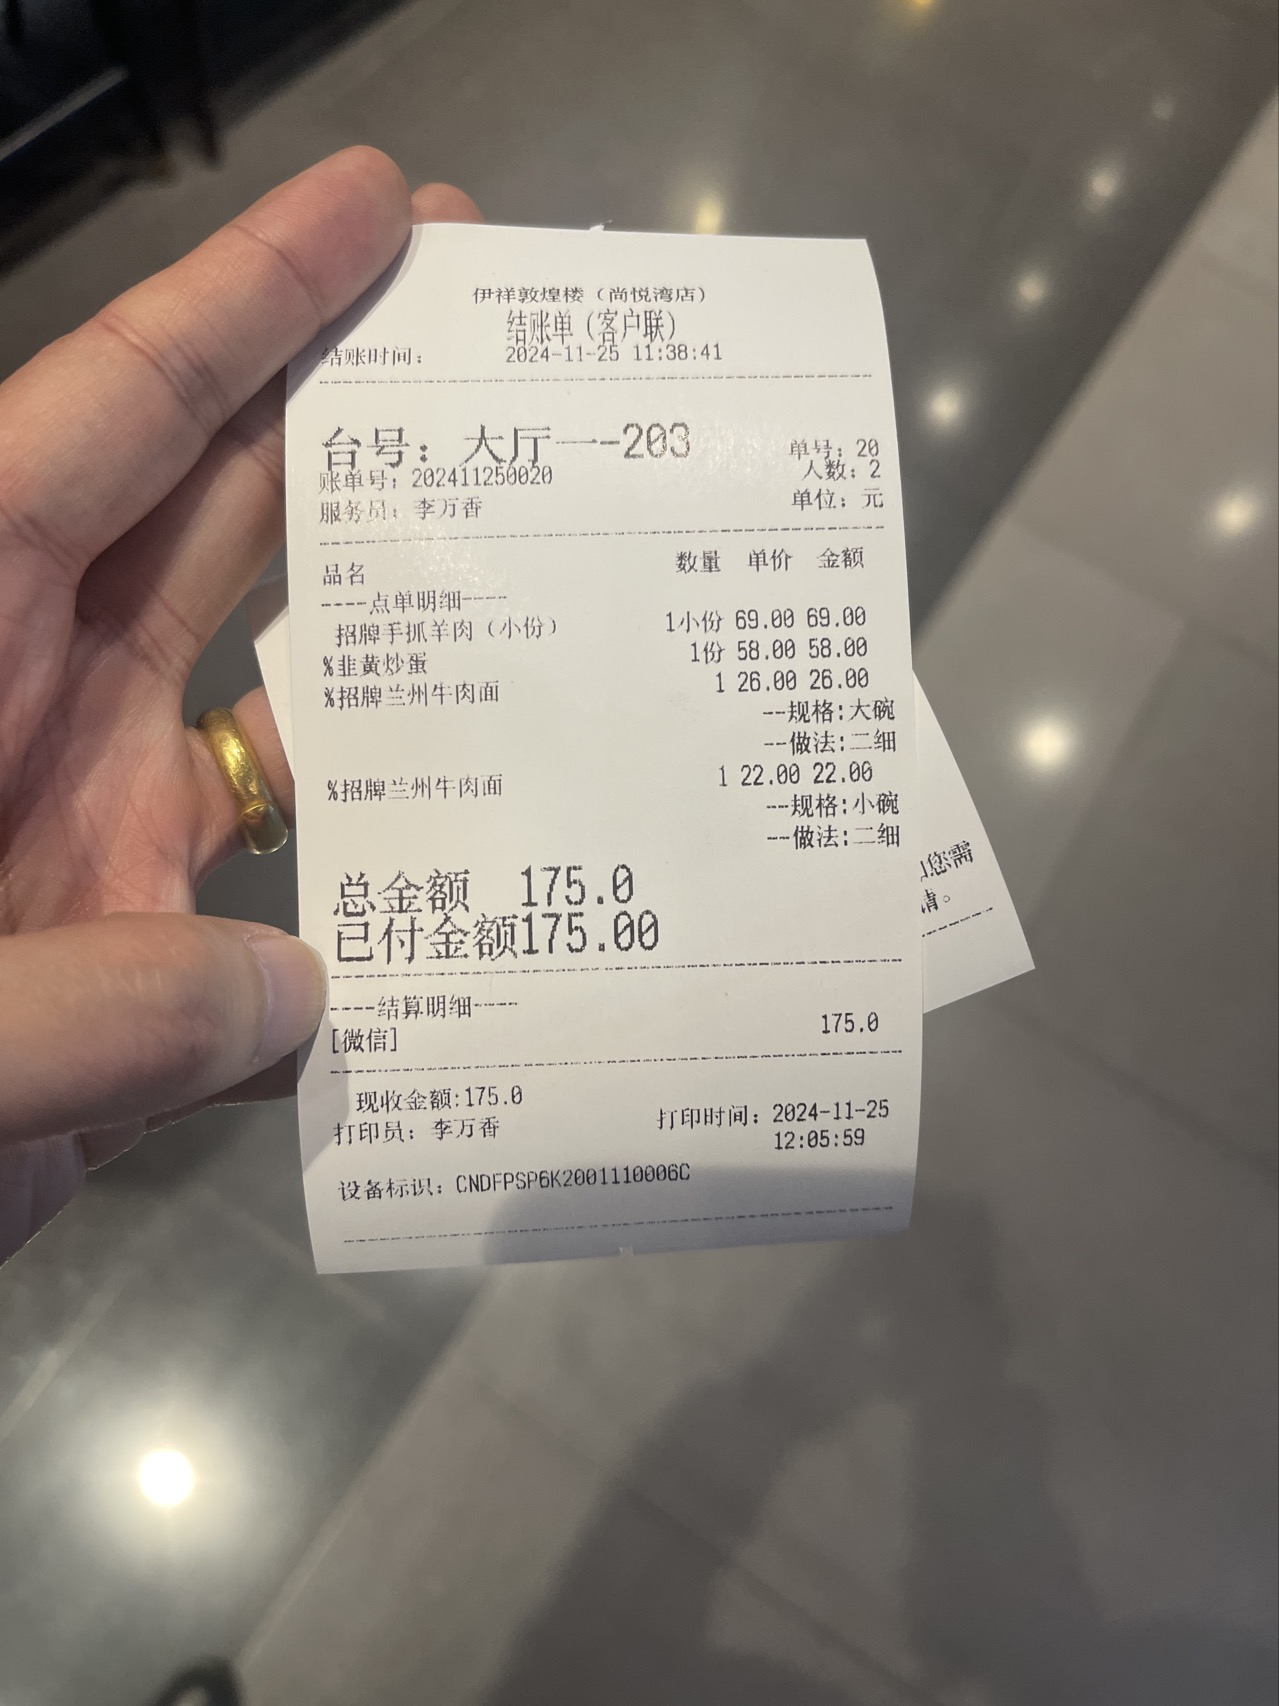 伊祥敦煌楼（尚悦湾店）
结账单（客户联）
结账时间： 2024-11-25 11:38:41
台号：大厅一-203
单号：20
账单号：202411250020
人数：2
服务员：李万香
单位：元
品名 数量 单价 金额
----点单明细----
招牌手抓羊肉（小份） 1小份 69.00 69.00
%韭黄炒蛋 1份 58.00 58.00
%招牌兰州牛肉面 1 26.00 26.00
--规格:大碗
--做法:二细
%招牌兰州牛肉面 1 22.00 22.00
--规格:小碗
--做法:二细
总金额 175.0
已付金额175.00
----结算明细----
[微信] 175.0
现收金额:175.0
打印员：李万香
打印时间：2024-11-25
12:05:59
设备标识：CNDFPSP6K2001110006C
您需
请。